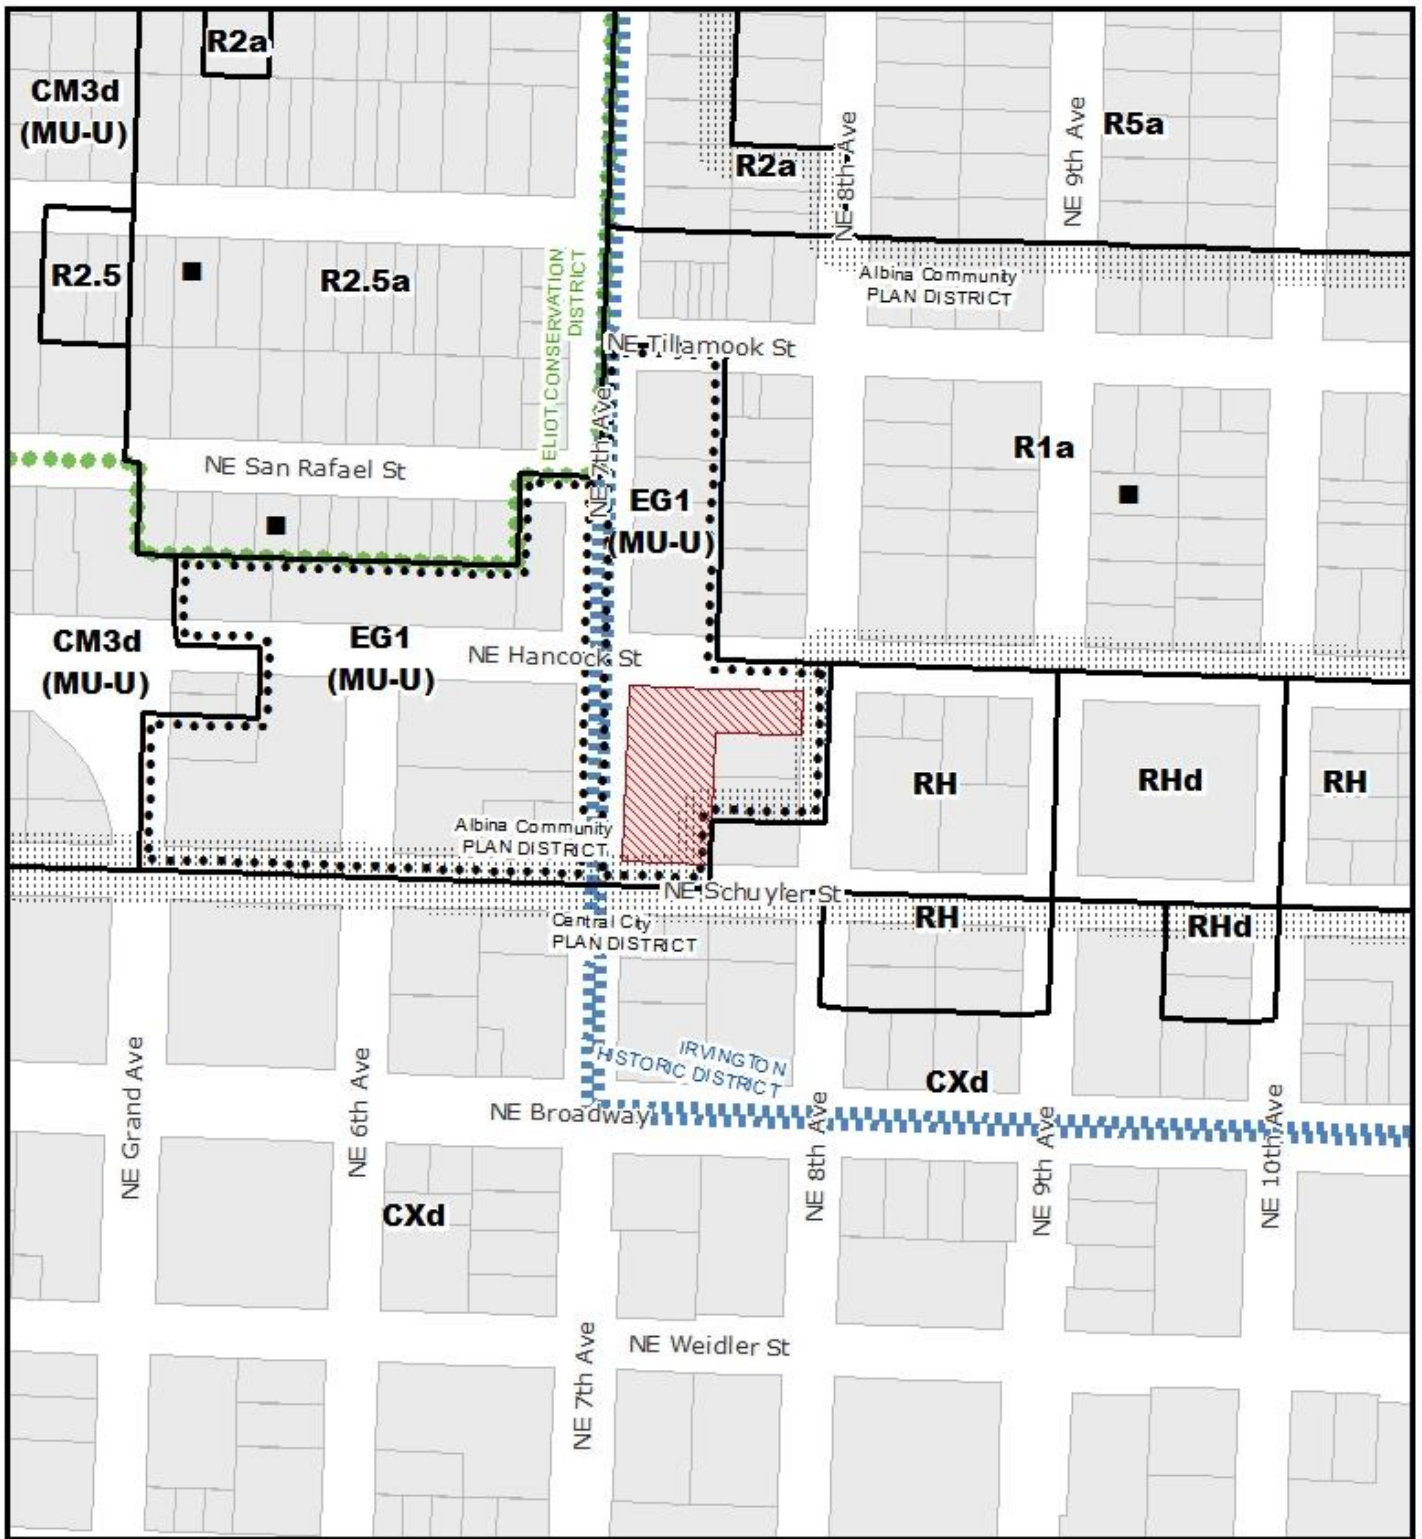 R2a
CM3d
(MU-U)
R5a
NE 8th Ave
NE 9th Ave
R2a
R2.5
R2.5a
ELIOT CONSERVATION
DISTRICT
Albina Community
PLAN DISTRICT
NE Tillamook St
NE 7th Ave
R1a
NE San Rafael St
EG1
(MU-U)
CM3d
(MU-U)
EG1
(MU-U)
NE Hancock St
RH
RHd
RH
Albina Community
PLAN DISTRICT
NE Schuyler St
Central City
PLAN DISTRICT
RH
RHd
IRVINGTON
HISTORIC DISTRICT
CXd
NE Grand Ave
NE 6th Ave
NE Broadway
NE 8th Ave
NE 9th Ave
NE 10th Ave
CXd
NE 7th Ave
NE Weidler St